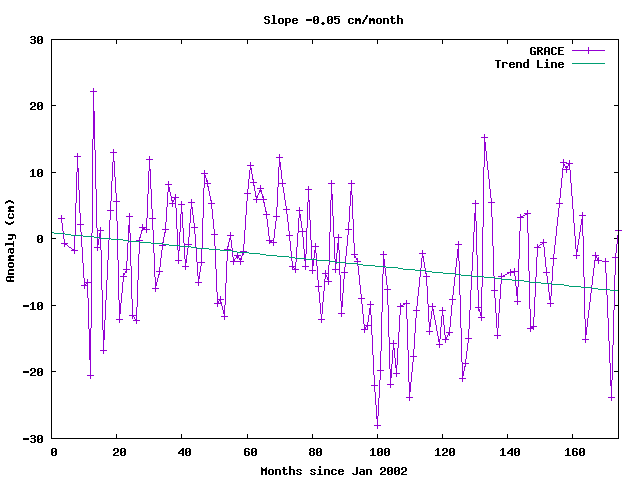 Slope -0.05 cm/month
30
20
10
0
-10
-20
-30
Anomaly (cm)
GRACE
Trend Line
0 20 40 60 80 100 120 140 160
Months since Jan 2002